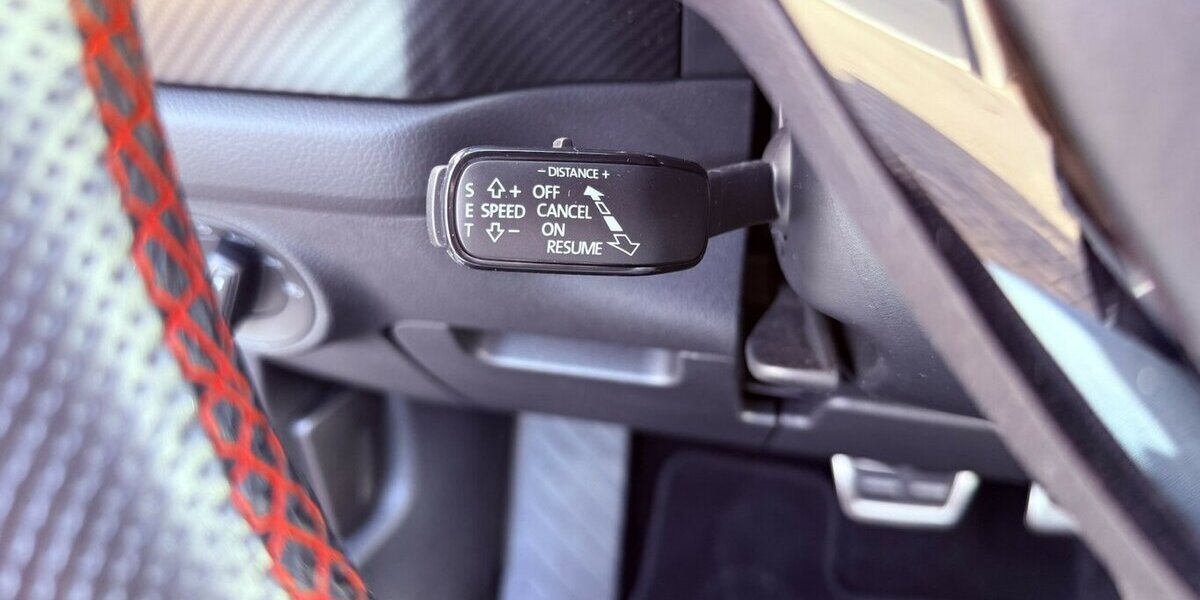 - DISTANCE +
S + OFF
E SPEED CANCEL
T - ON
RESUME